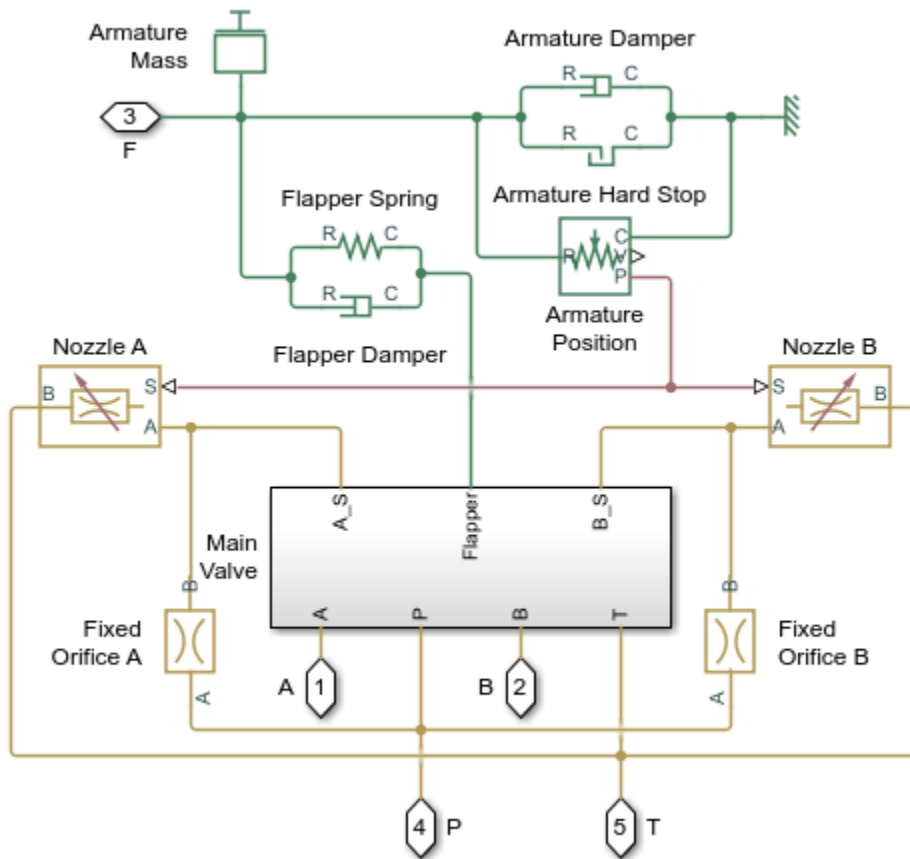 Armature
Mass
Armature Damper
R C
3
F
R C
Flapper Spring
Armature Hard Stop
R C
C
R V
P
R C
Armature
Position
Nozzle A
Flapper Damper
Nozzle B
B S
S B
A
A
A_S
Flapper
B_S
Main
Valve
B
B
A
P
B
T
Fixed
Orifice A
Fixed
Orifice B
A 1
B 2
A
A
4 P
5 T